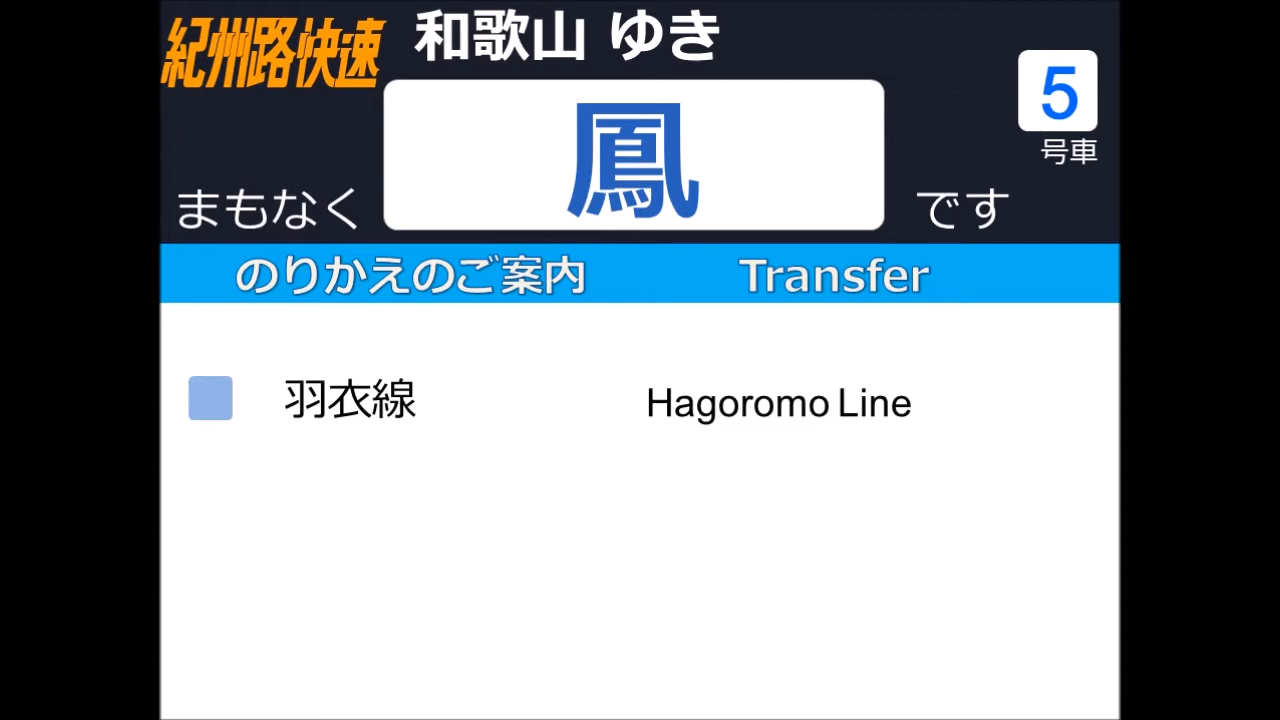 紀州路快速 和歌山 ゆき
5
号車
まもなく 鳳 です
のりかえのご案内 Transfer
羽衣線 Hagoromo Line